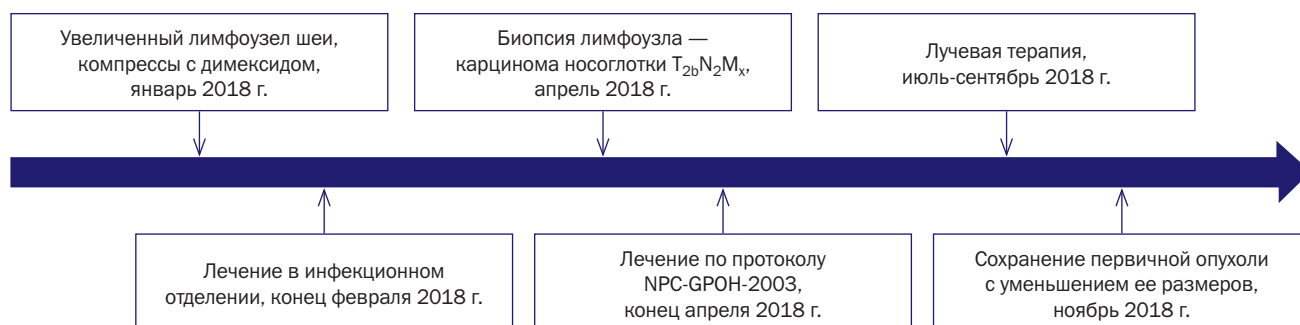 Увеличенный лимфоузел шеи,
компрессы с димексидом,
январь 2018 г.
Биопсия лимфоузла —
карцинома носоглотки T2bN2Mx,
апрель 2018 г.
Лучевая терапия,
июль-сентябрь 2018 г.
Лечение в инфекционном
отделении, конец февраля 2018 г.
Лечение по протоколу
NPC-GPOH-2003,
конец апреля 2018 г.
Сохранение первичной опухоли
с уменьшением ее размеров,
ноябрь 2018 г.